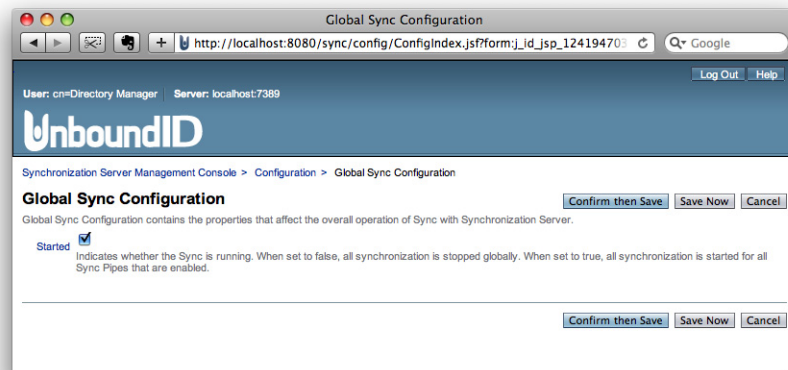 Global Sync Configuration
http://localhost:8080/sync/config/ConfigIndex.jsf?form:j_id_jsp_124194703
Google
Log Out Help
User: cn=Directory Manager Server: localhost:7389
UnboundID
Synchronization Server Management Console > Configuration > Global Sync Configuration
Global Sync Configuration
Confirm then Save Save Now Cancel
Global Sync Configuration contains the properties that affect the overall operation of Sync with Synchronization Server.
Started
Indicates whether the Sync is running. When set to false, all synchronization is stopped globally. When set to true, all synchronization is started for all
Sync Pipes that are enabled.
Confirm then Save Save Now Cancel